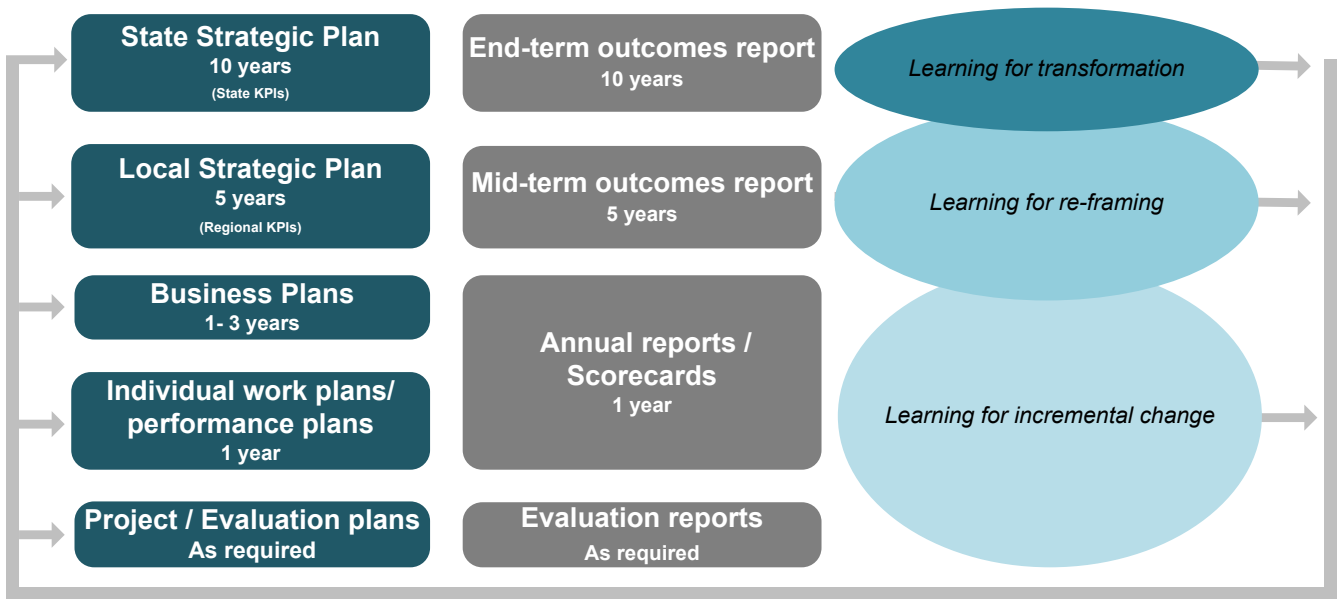 State Strategic Plan
10 years
(State KPIs)
End-term outcomes report
10 years
Learning for transformation
Local Strategic Plan
5 years
(Regional KPIs)
Mid-term outcomes report
5 years
Learning for re-framing
Business Plans
1- 3 years
Annual reports /
Scorecards
1 year
Individual work plans/
performance plans
1 year
Learning for incremental change
Project / Evaluation plans
As required
Evaluation reports
As required